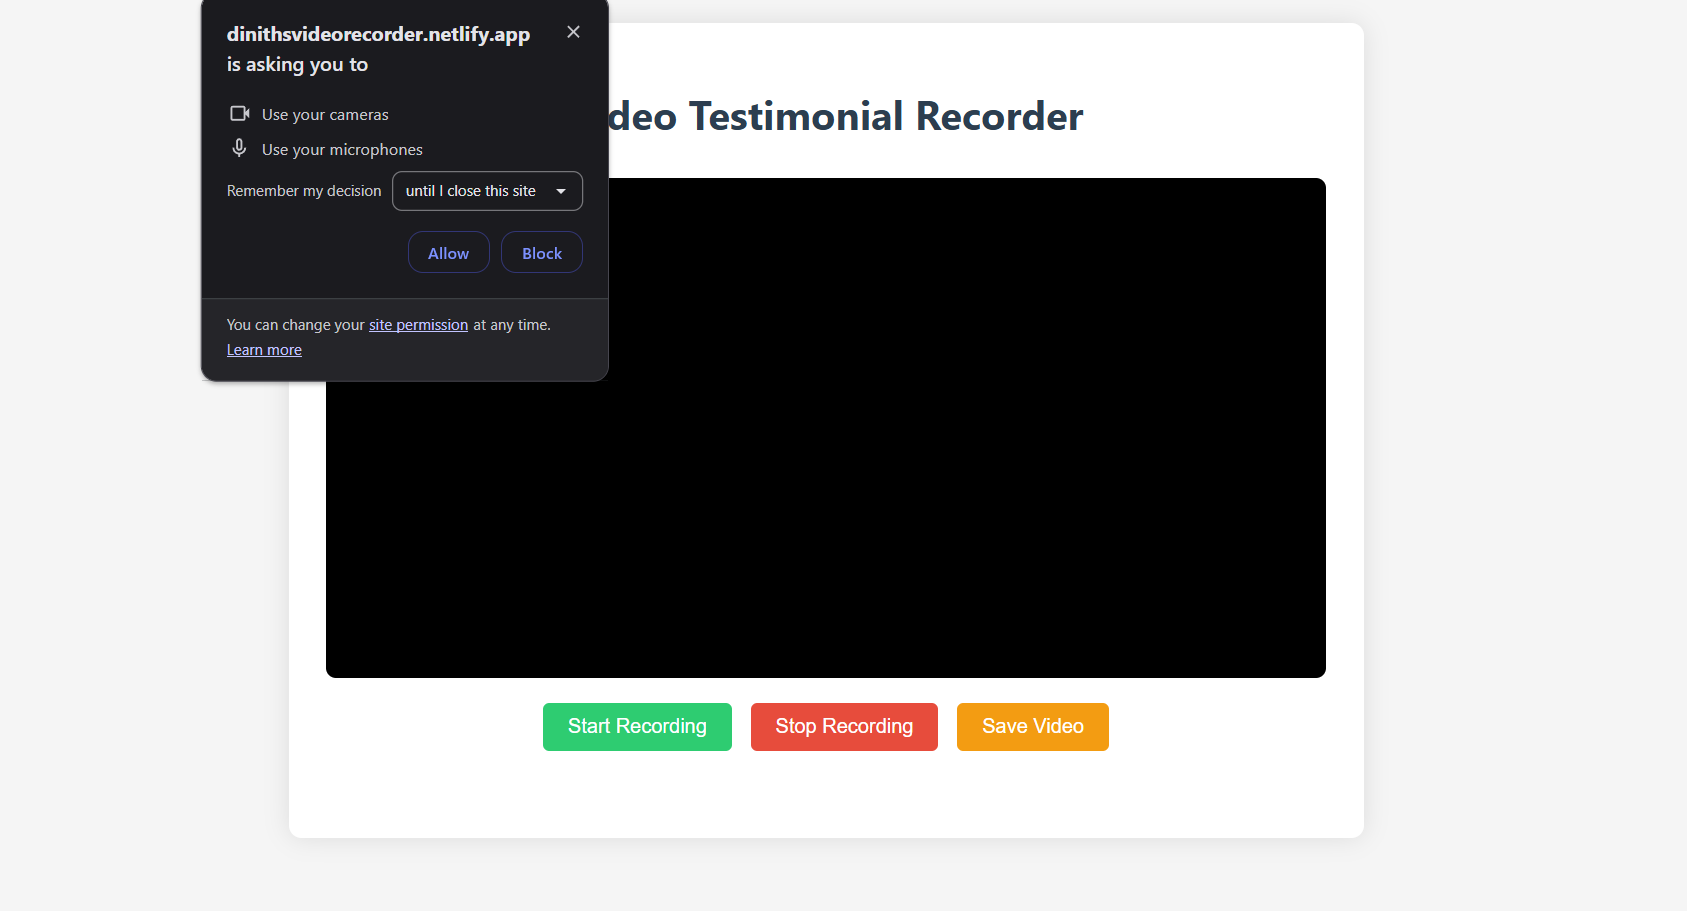 dinithsvideorecorder.netlify.app
is asking you to
Use your cameras
Use your microphones
Remember my decision until I close this site
Allow Block
You can change your site permission at any time.
Learn more
deo Testimonial Recorder
Start Recording Stop Recording Save Video